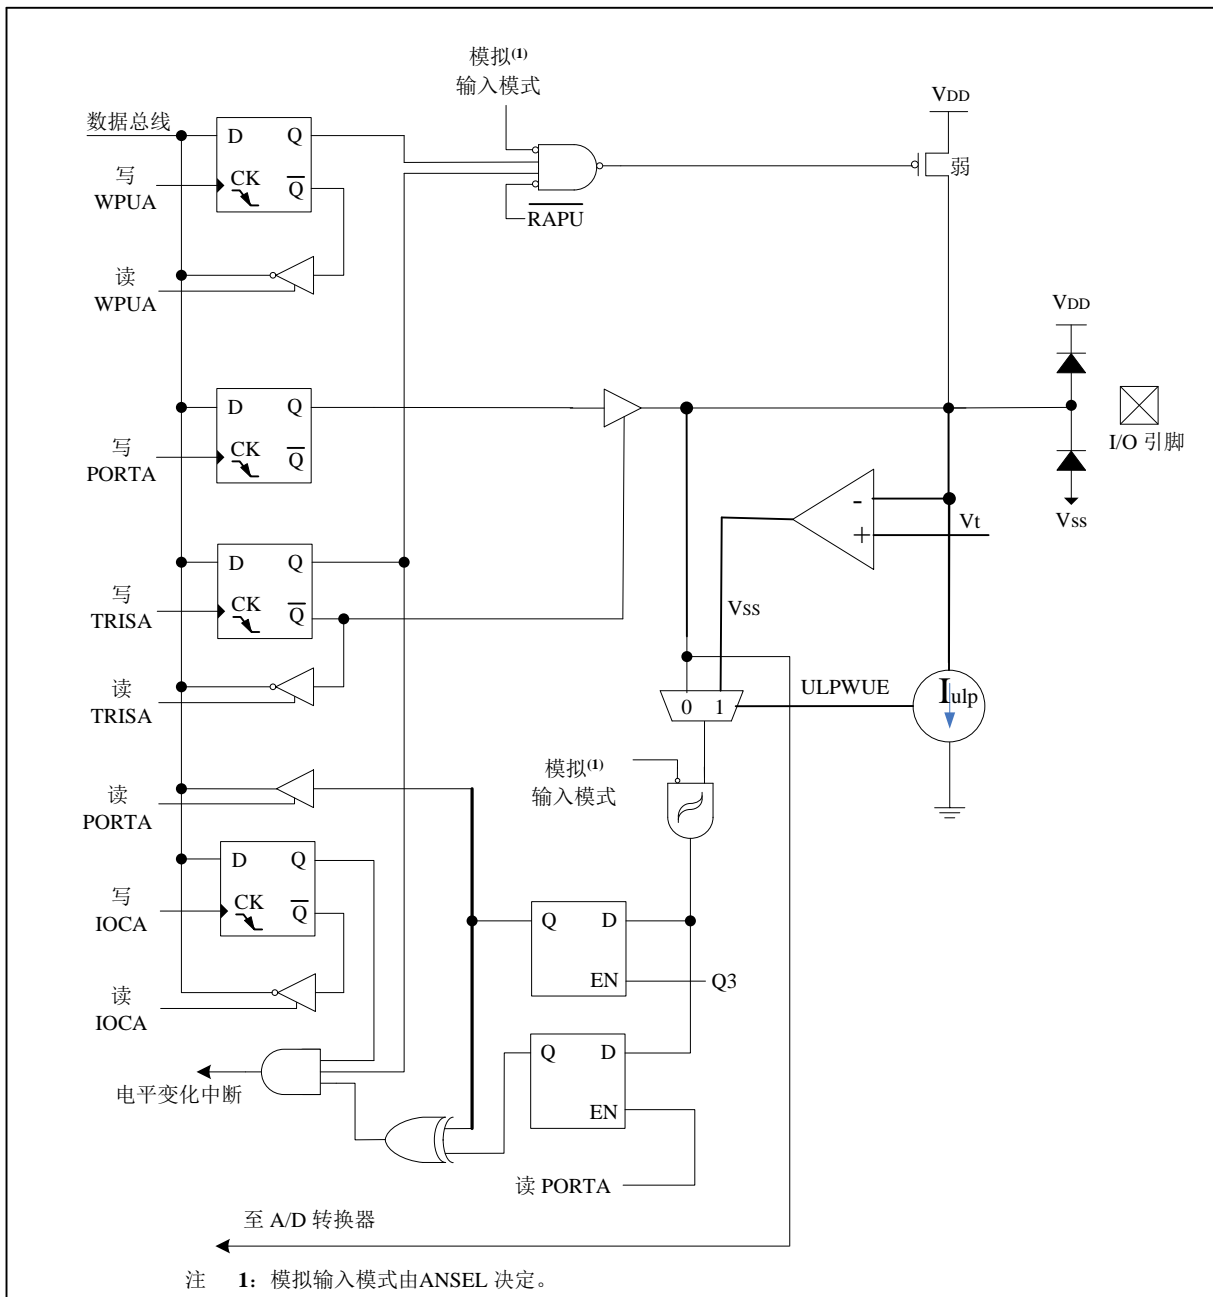 模拟(1)
输入模式
VDD
数据总线
D Q
弱
写
WPUA
CK Q
RAPU
读
WPUA
VDD
D Q
写
PORTA
CK Q
I/O 引脚
-
Vt
+
VSS
D Q
写
TRISA
CK Q
VSS
读
TRISA
ULPWUE
Iulp
0 1
模拟(1)
输入模式
读
PORTA
D Q
写
IOCA
CK Q
Q D
EN
Q3
读
IOCA
Q D
电平变化中断
EN
读 PORTA
至 A/D 转换器
注 1: 模拟输入模式由ANSEL 决定。